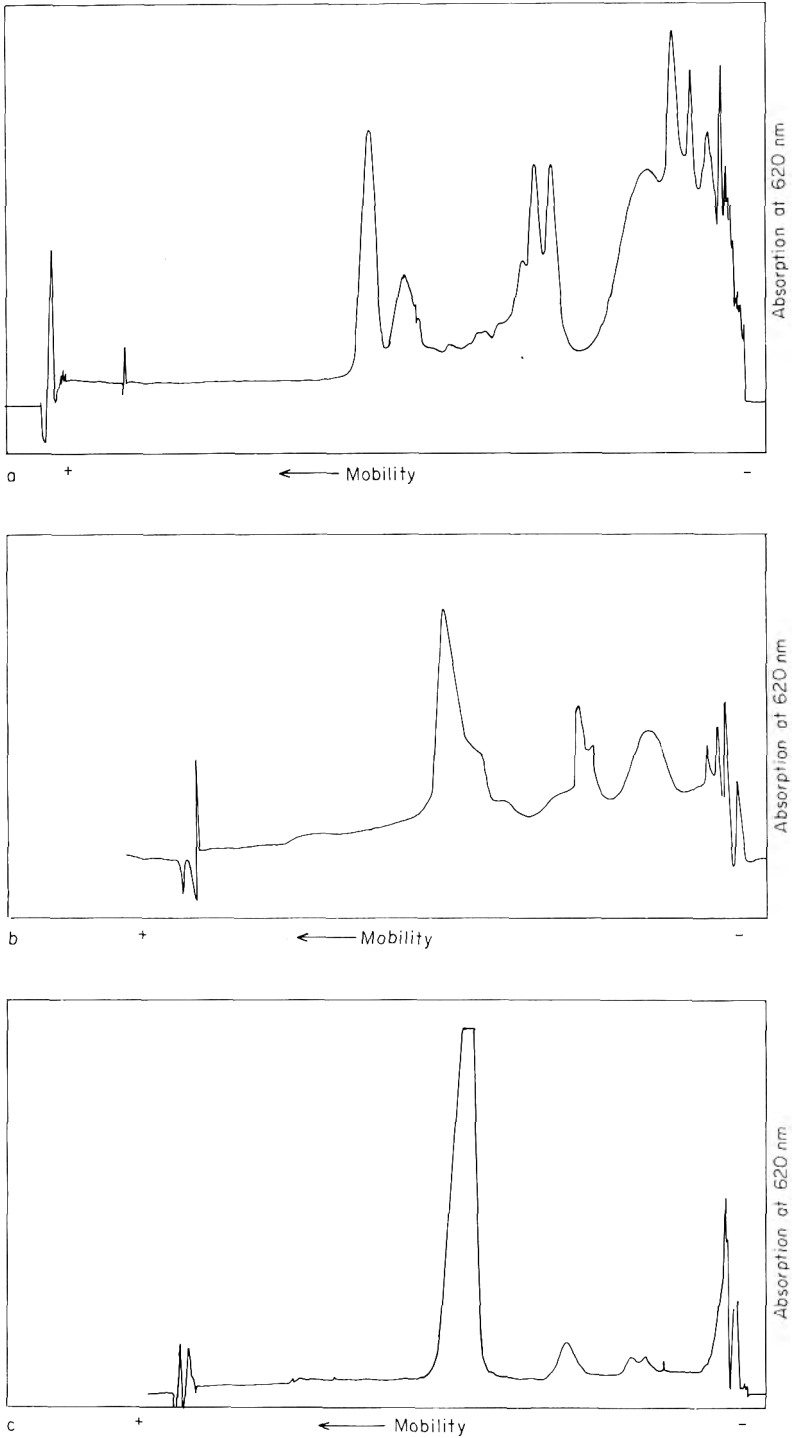 Absorption at 620 nm
a + ← Mobility −
Absorption at 620 nm
b + ← Mobility −
Absorption at 620 nm
c + ← Mobility −